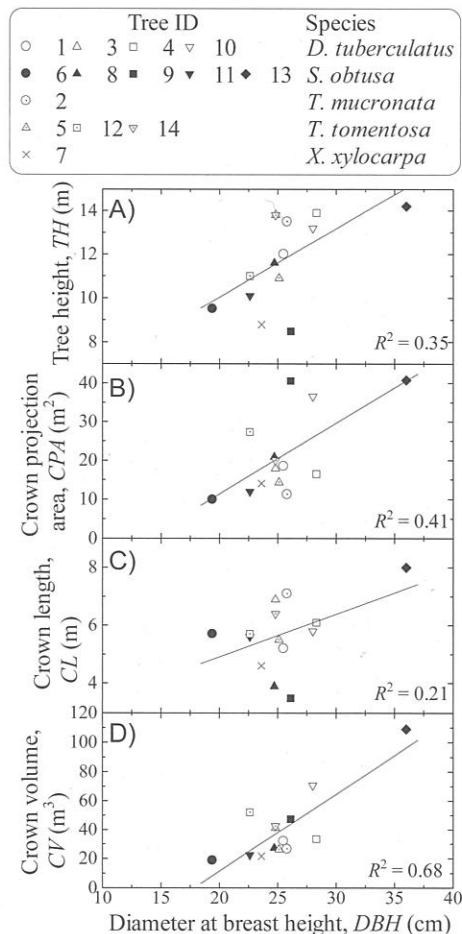 Tree ID Species
1 3 4 10 D. tuberculatus
6 8 9 11 13 S. obtusa
2 T. mucronata
5 12 14 T. tomentosa
7 X. xylocarpa
A)
Tree height, TH (m)
14
12
10
8
R² = 0.35
B)
Crown projection
area, CPA (m²)
40
30
20
10
0
R² = 0.41
C)
Crown length,
CL (m)
8
6
4
R² = 0.21
D)
Crown volume,
CV (m³)
120
100
80
60
40
20
0
R² = 0.68
10 15 20 25 30 35 40
Diameter at breast height, DBH (cm)